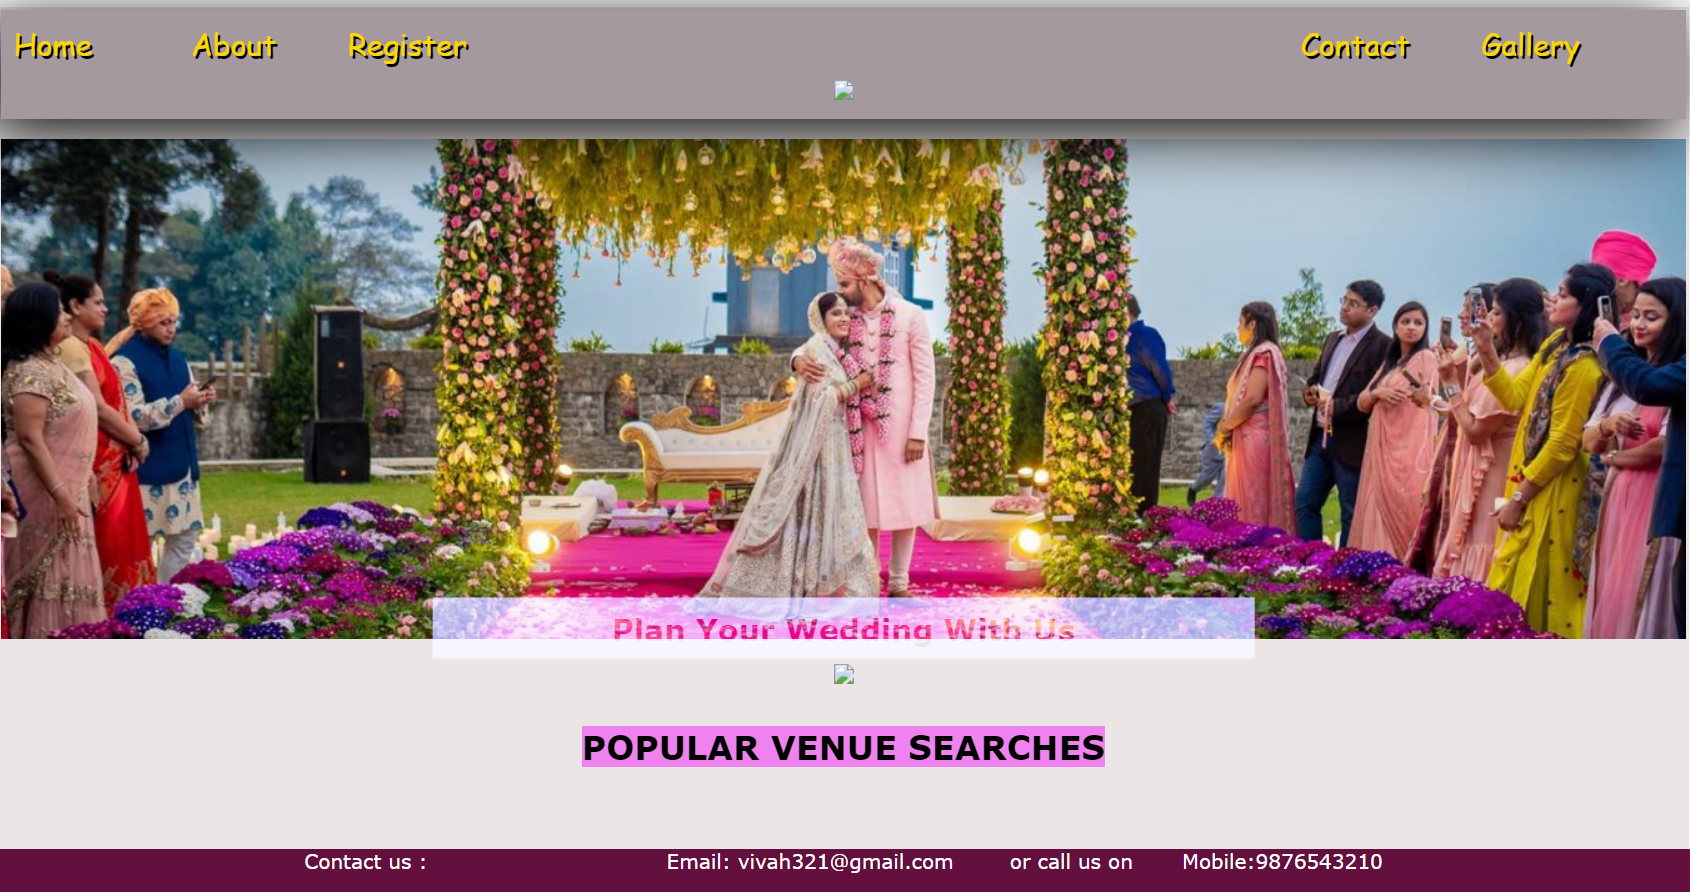 Home About Register Contact Gallery
Plan Your Wedding With Us
POPULAR VENUE SEARCHES
Contact us : Email: vivah321@gmail.com or call us on Mobile:9876543210